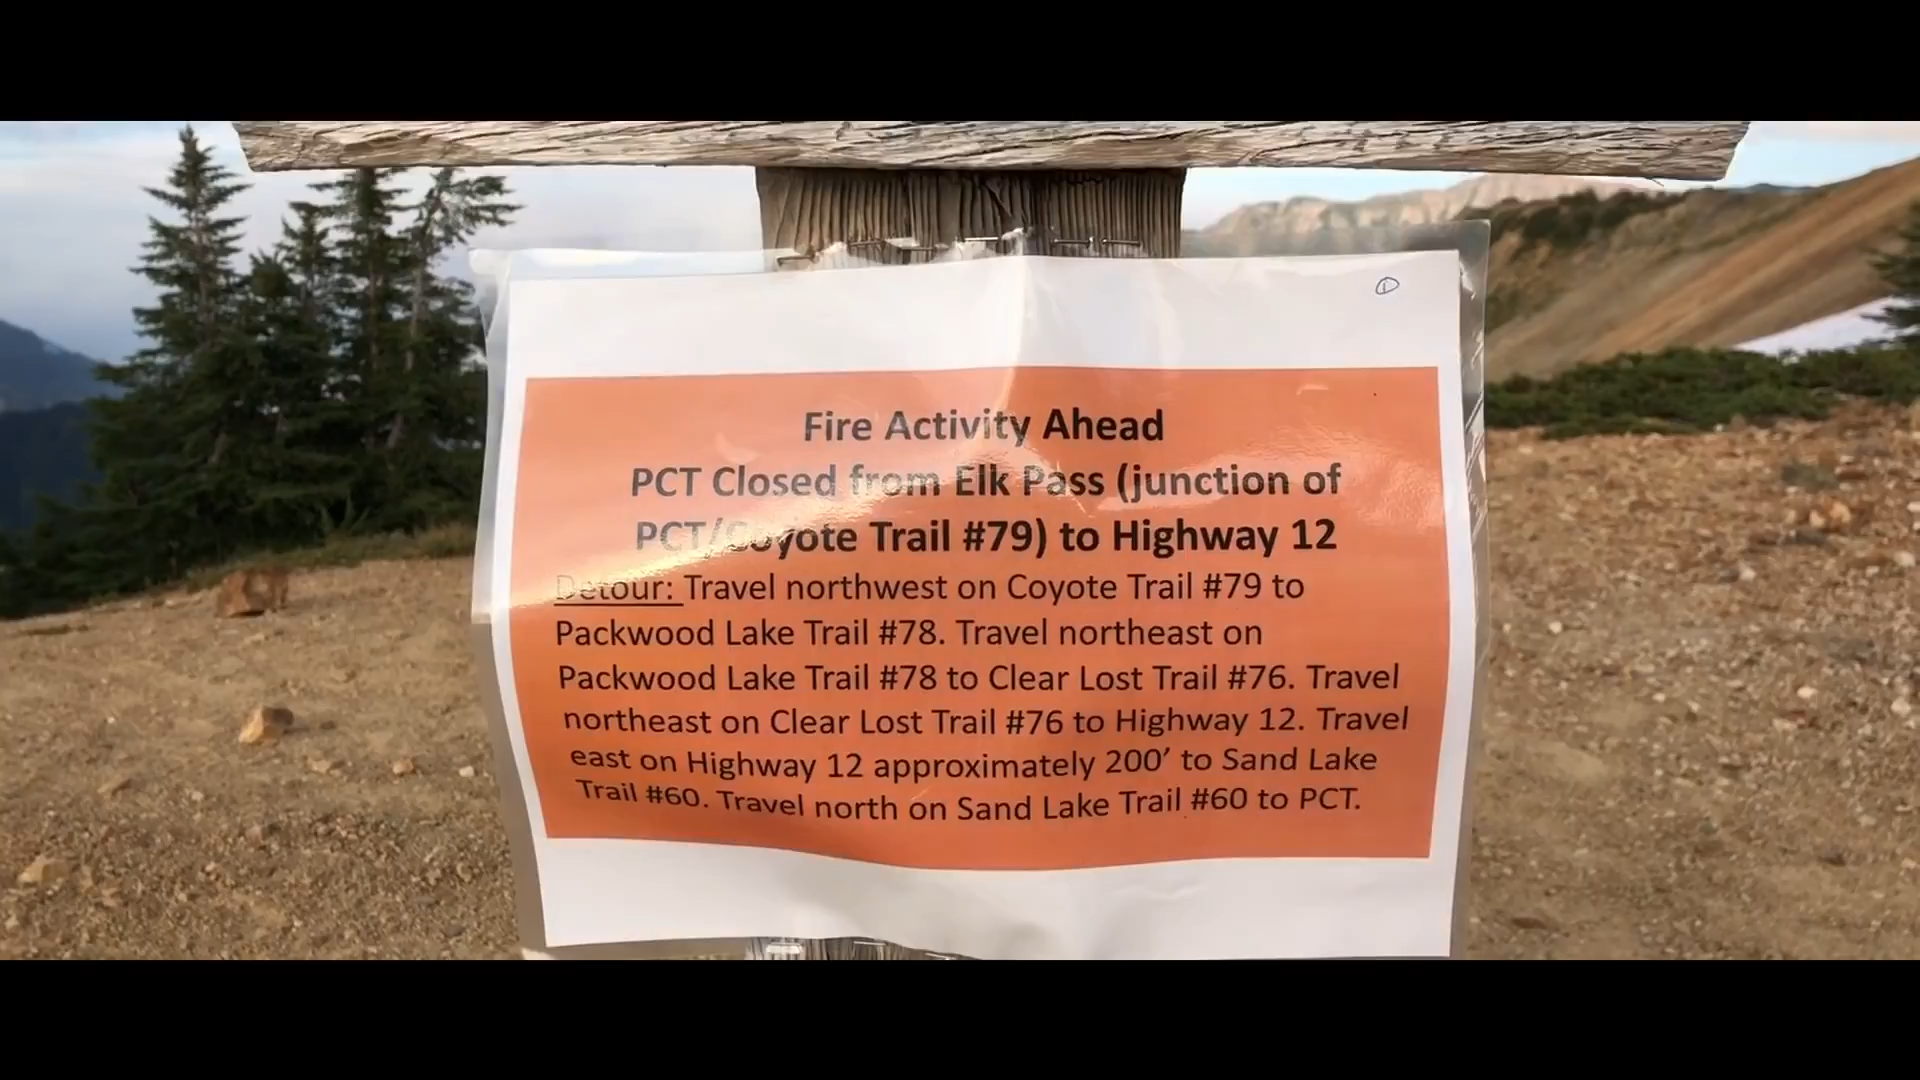 ①
Fire Activity Ahead
PCT Closed from Elk Pass (junction of
PCT/Coyote Trail #79) to Highway 12
Detour: Travel northwest on Coyote Trail #79 to
Packwood Lake Trail #78. Travel northeast on
Packwood Lake Trail #78 to Clear Lost Trail #76. Travel
northeast on Clear Lost Trail #76 to Highway 12. Travel
east on Highway 12 approximately 200’ to Sand Lake
Trail #60. Travel north on Sand Lake Trail #60 to PCT.